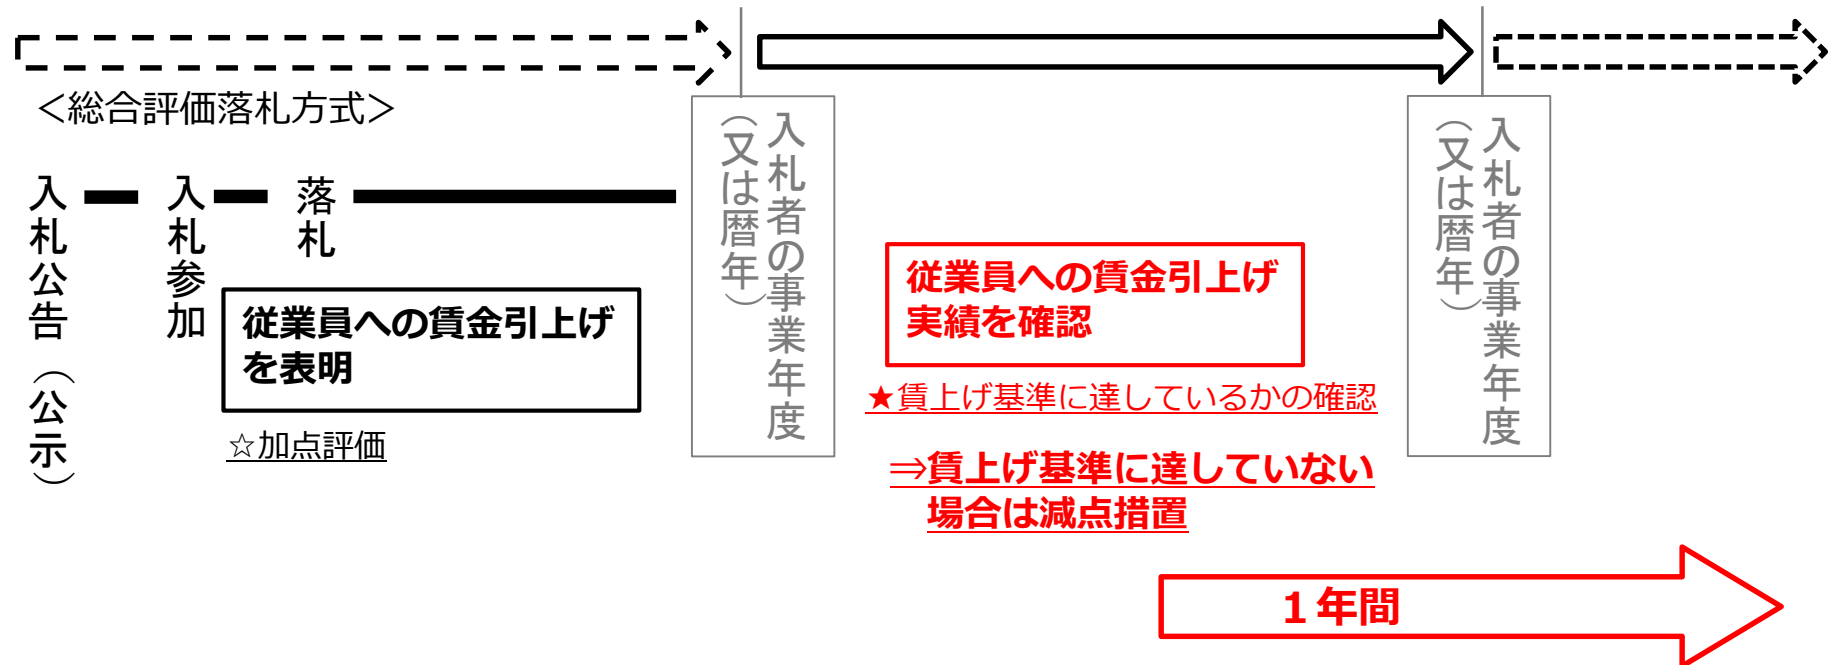 ＜総合評価落札方式＞
入札公告（公示）
入札参加
落札
従業員への賃金引上げ
を表明
☆加点評価
入札者の事業年度
（又は暦年）
従業員への賃金引上げ
実績を確認
★賃上げ基準に達しているかの確認
⇒賃上げ基準に達していない
場合は減点措置
入札者の事業年度
（又は暦年）
１年間